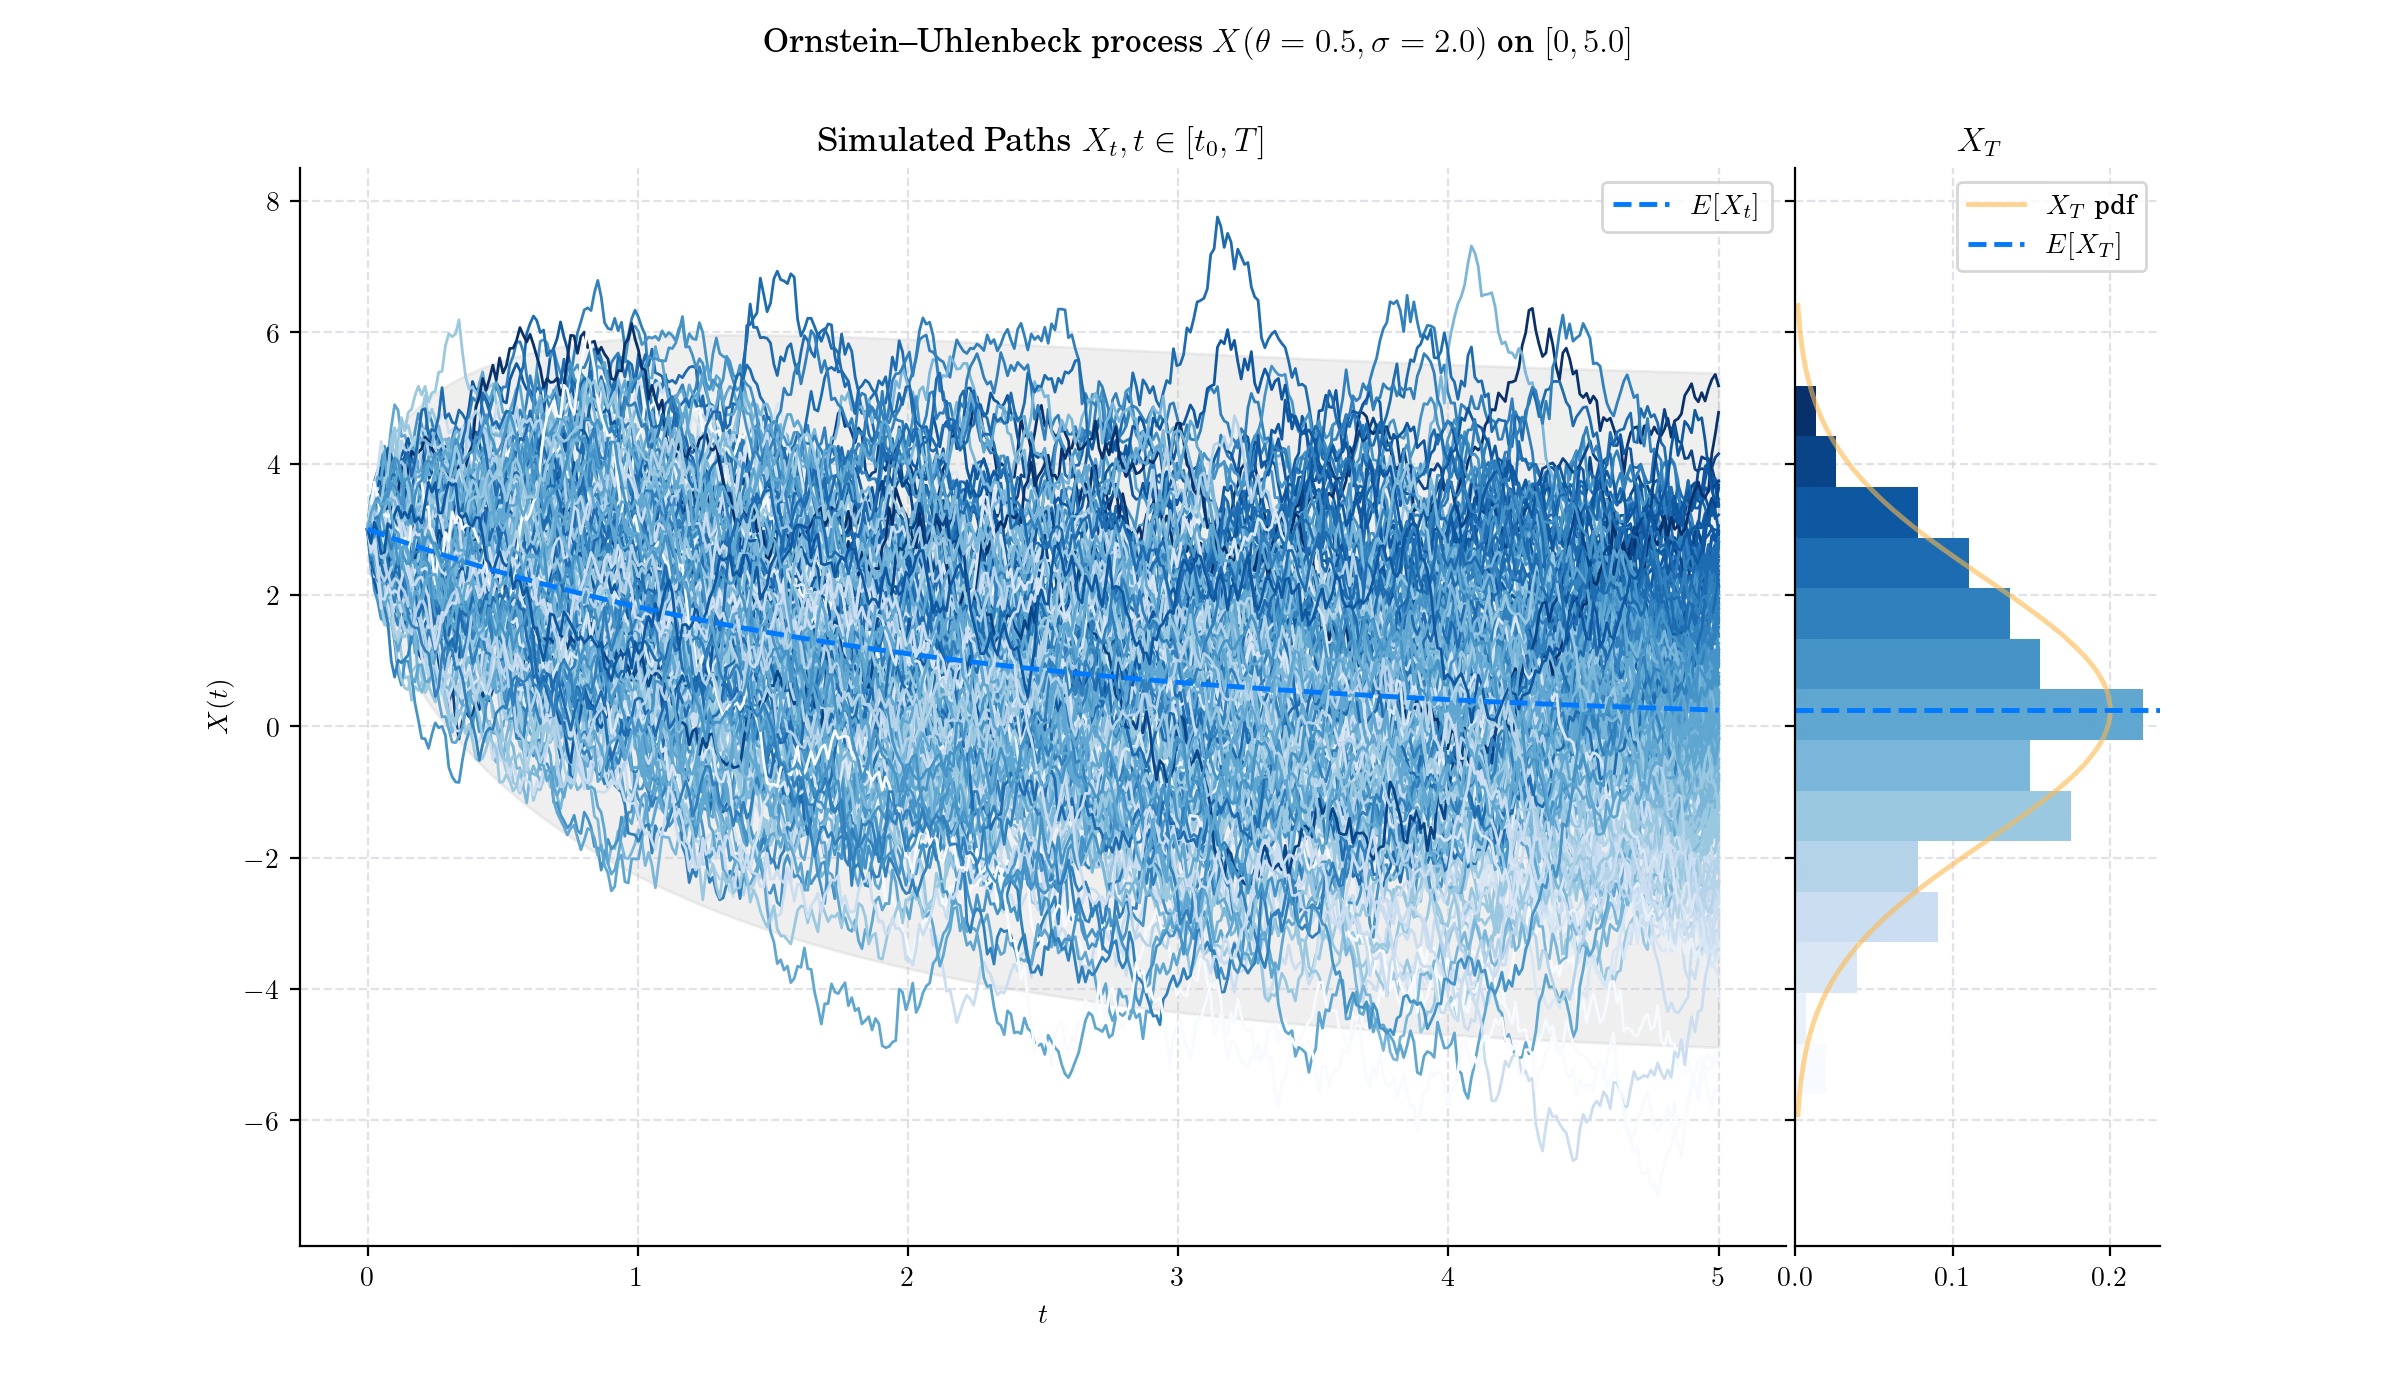 Ornstein–Uhlenbeck process X(θ = 0.5, σ = 2.0) on [0, 5.0]
Simulated Paths X_t, t ∈ [t_0, T]
X_T
E[X_t]
X_T pdf
E[X_T]
8
6
4
2
0
−2
−4
−6
X(t)
0 1 2 3 4 5
t
0.0 0.1 0.2